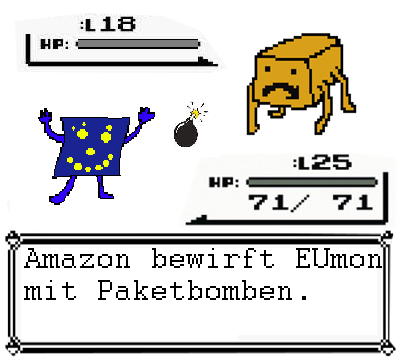 :L18
HP:
:L25
HP:
71/ 71
Amazon bewirft EUmon
mit Paketbomben.